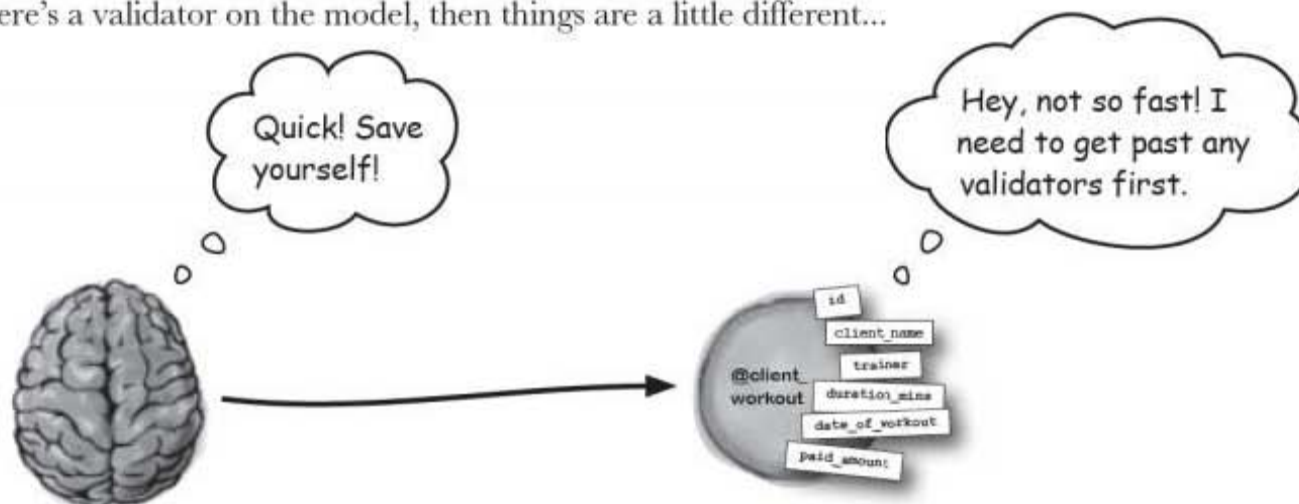 ere's a validator on the model, then things are a little different...
Quick! Save
yourself!
Hey, not so fast! I
need to get past any
validators first.
id
client_name
trainer
@client_
workout
duration_mins
date_of_workout
paid_amount